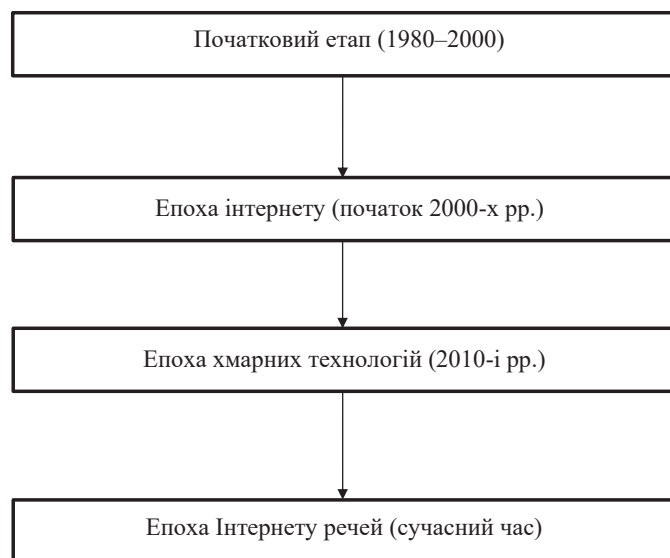 Початковий етап (1980–2000)
Епоха інтернету (початок 2000-х рр.)
Епоха хмарних технологій (2010-і рр.)
Епоха Інтернету речей (сучасний час)